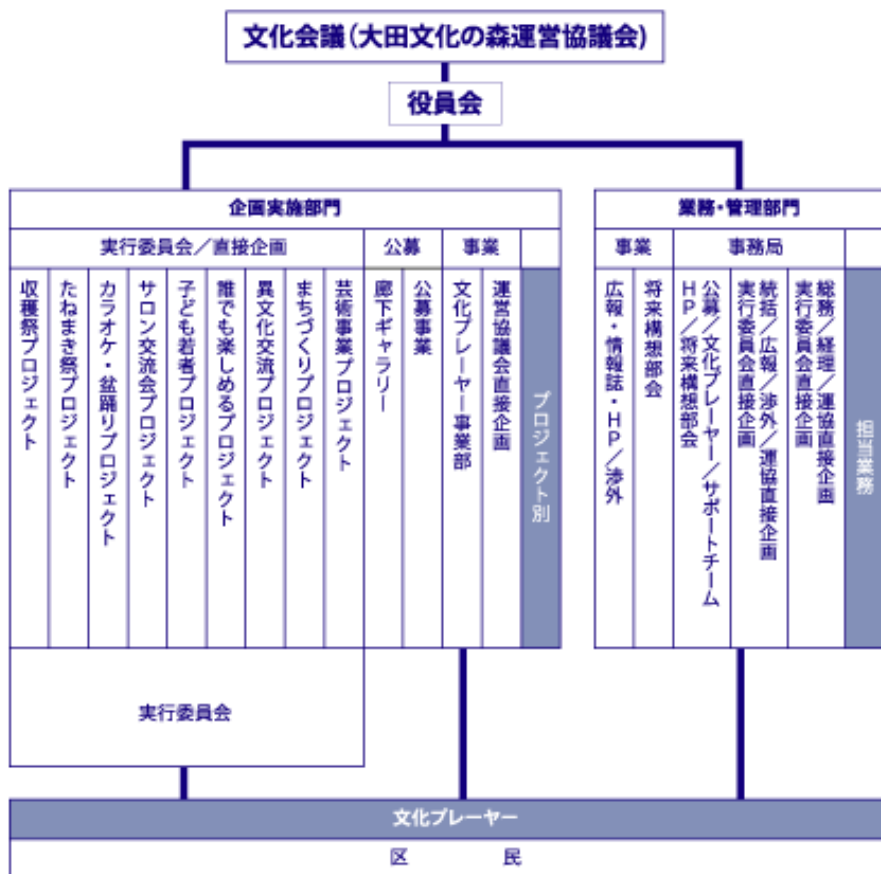 文化会議(大田文化の森運営協議会)
役員会
企画実施部門
業務・管理部門
実行委員会／直接企画
公募
事業
事業
事務局
プロジェクト別
運営協議会直接企画
文化プレーヤー事業部
公募事業
廊下ギャラリー
芸術事業プロジェクト
まちづくりプロジェクト
異文化交流プロジェクト
誰でも楽しめるプロジェクト
子ども若者プロジェクト
サロン交流会プロジェクト
カラオケ・盆踊りプロジェクト
たねまき祭プロジェクト
収穫祭プロジェクト
担当業務
総務／経理／運協直接企画
実行委員会直接企画
統括／広報／渉外／運協直接企画
実行委員会直接企画
公募／文化プレーヤー／サポートチーム
HP／将来構想部会
将来構想部会
広報・情報誌・HP／渉外
実行委員会
文化プレーヤー
区 民